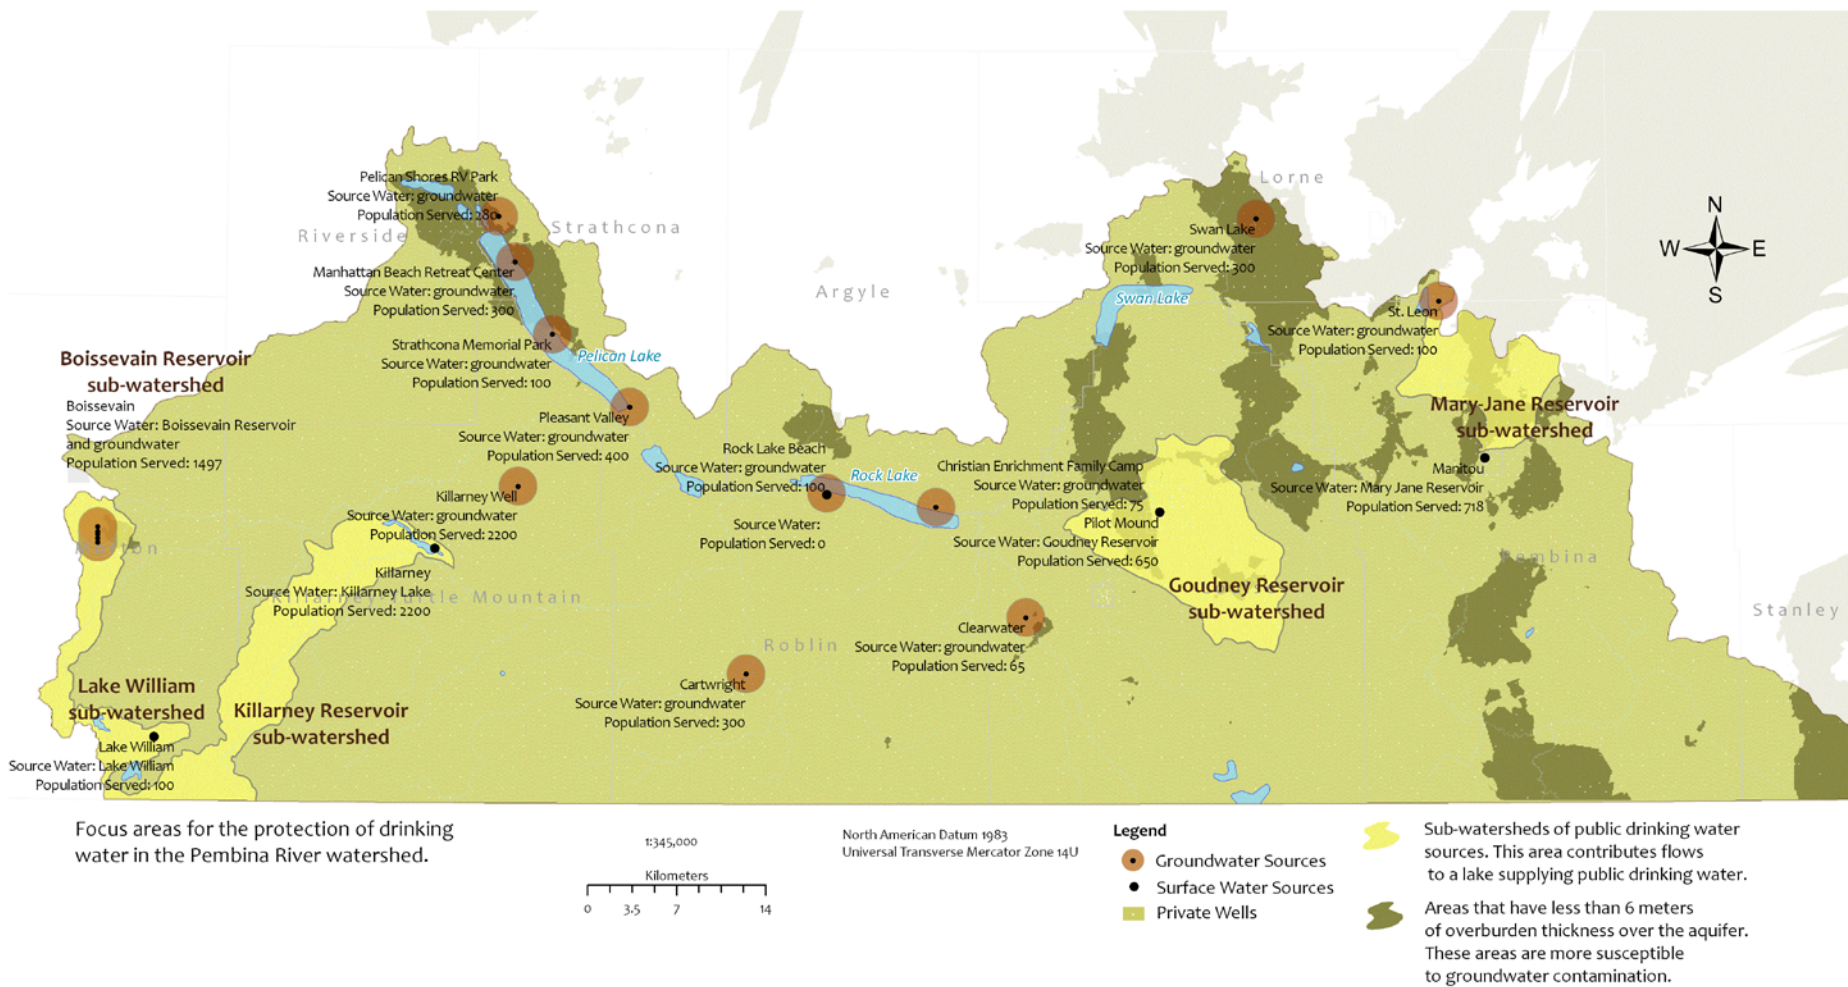 Lorne
Pelican Shores RV Park
Source Water: groundwater
Population Served: 280
Riverside
Strathcona
Swan Lake
Source Water: groundwater
Population Served: 300
N
W
E
S
Manhattan Beach Retreat Center
Source Water: groundwater
Population Served: 300
Argyle
Swan Lake
St. Leon
Source Water: groundwater
Population Served: 100
Strathcona Memorial Park
Source Water: groundwater
Population Served: 100
Pelican Lake
Boissevain Reservoir
sub-watershed
Boissevain
Source Water: Boissevain Reservoir
and groundwater
Population Served: 1497
Pleasant Valley
Source Water: groundwater
Population Served: 400
Mary-Jane Reservoir
sub-watershed
Rock Lake Beach
Source Water: groundwater
Population Served: 100
Rock Lake
Christian Enrichment Family Camp
Source Water: groundwater
Population Served: 75
Manitou
Source Water: Mary Jane Reservoir
Population Served: 718
Killarney Well
Source Water: groundwater
Population Served: 2200
Source Water:
Population Served: 0
Pilot Mound
Source Water: Goudney Reservoir
Population Served: 650
Pembina
Killarney
Source Water: Killarney Lake
Population Served: 2200
Killarney-Turtle Mountain
Goudney Reservoir
sub-watershed
Stanley
Clearwater
Source Water: groundwater
Population Served: 65
Roblin
Cartwright
Source Water: groundwater
Population Served: 300
Lake William
sub-watershed
Killarney Reservoir
sub-watershed
Lake William
Source Water: Lake William
Population Served: 100
Focus areas for the protection of drinking
water in the Pembina River watershed.
1:345,000
Kilometers
0 3.5 7 14
North American Datum 1983
Universal Transverse Mercator Zone 14U
Legend
Groundwater Sources
Surface Water Sources
Private Wells
Sub-watersheds of public drinking water
sources. This area contributes flows
to a lake supplying public drinking water.
Areas that have less than 6 meters
of overburden thickness over the aquifer.
These areas are more susceptible
to groundwater contamination.